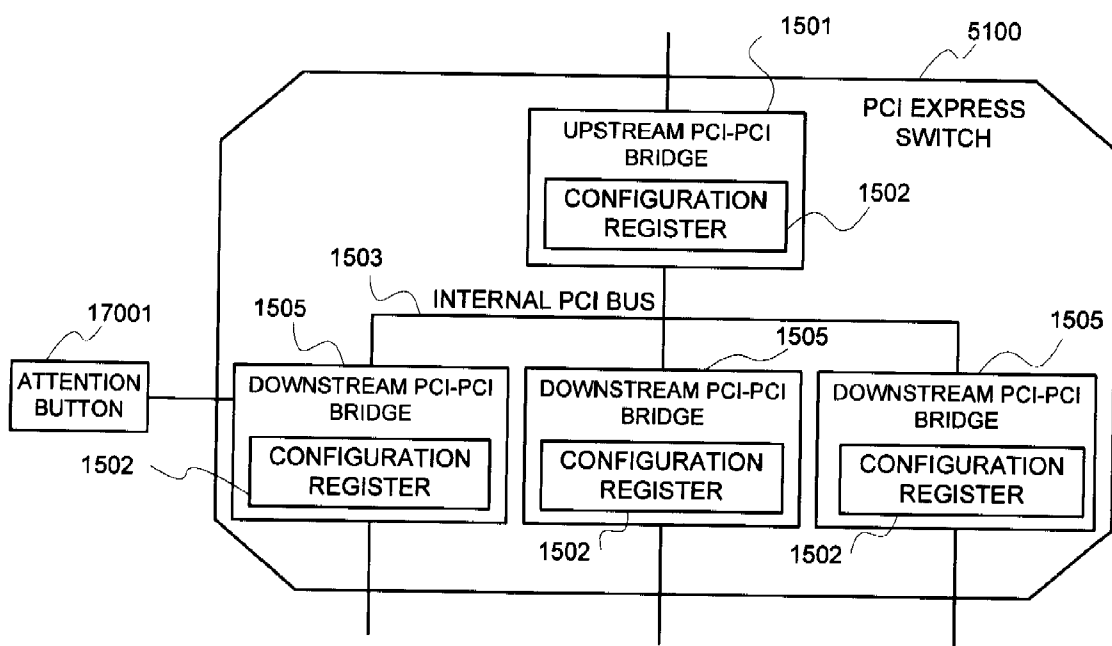 1501
5100
PCI EXPRESS
SWITCH
UPSTREAM PCI-PCI
BRIDGE
CONFIGURATION
REGISTER
1502
1503
INTERNAL PCI BUS
17001
1505
1505
1505
ATTENTION
BUTTON
DOWNSTREAM PCI-PCI
BRIDGE
CONFIGURATION
REGISTER
1502
DOWNSTREAM PCI-PCI
BRIDGE
CONFIGURATION
REGISTER
1502
DOWNSTREAM PCI-PCI
BRIDGE
CONFIGURATION
REGISTER
1502